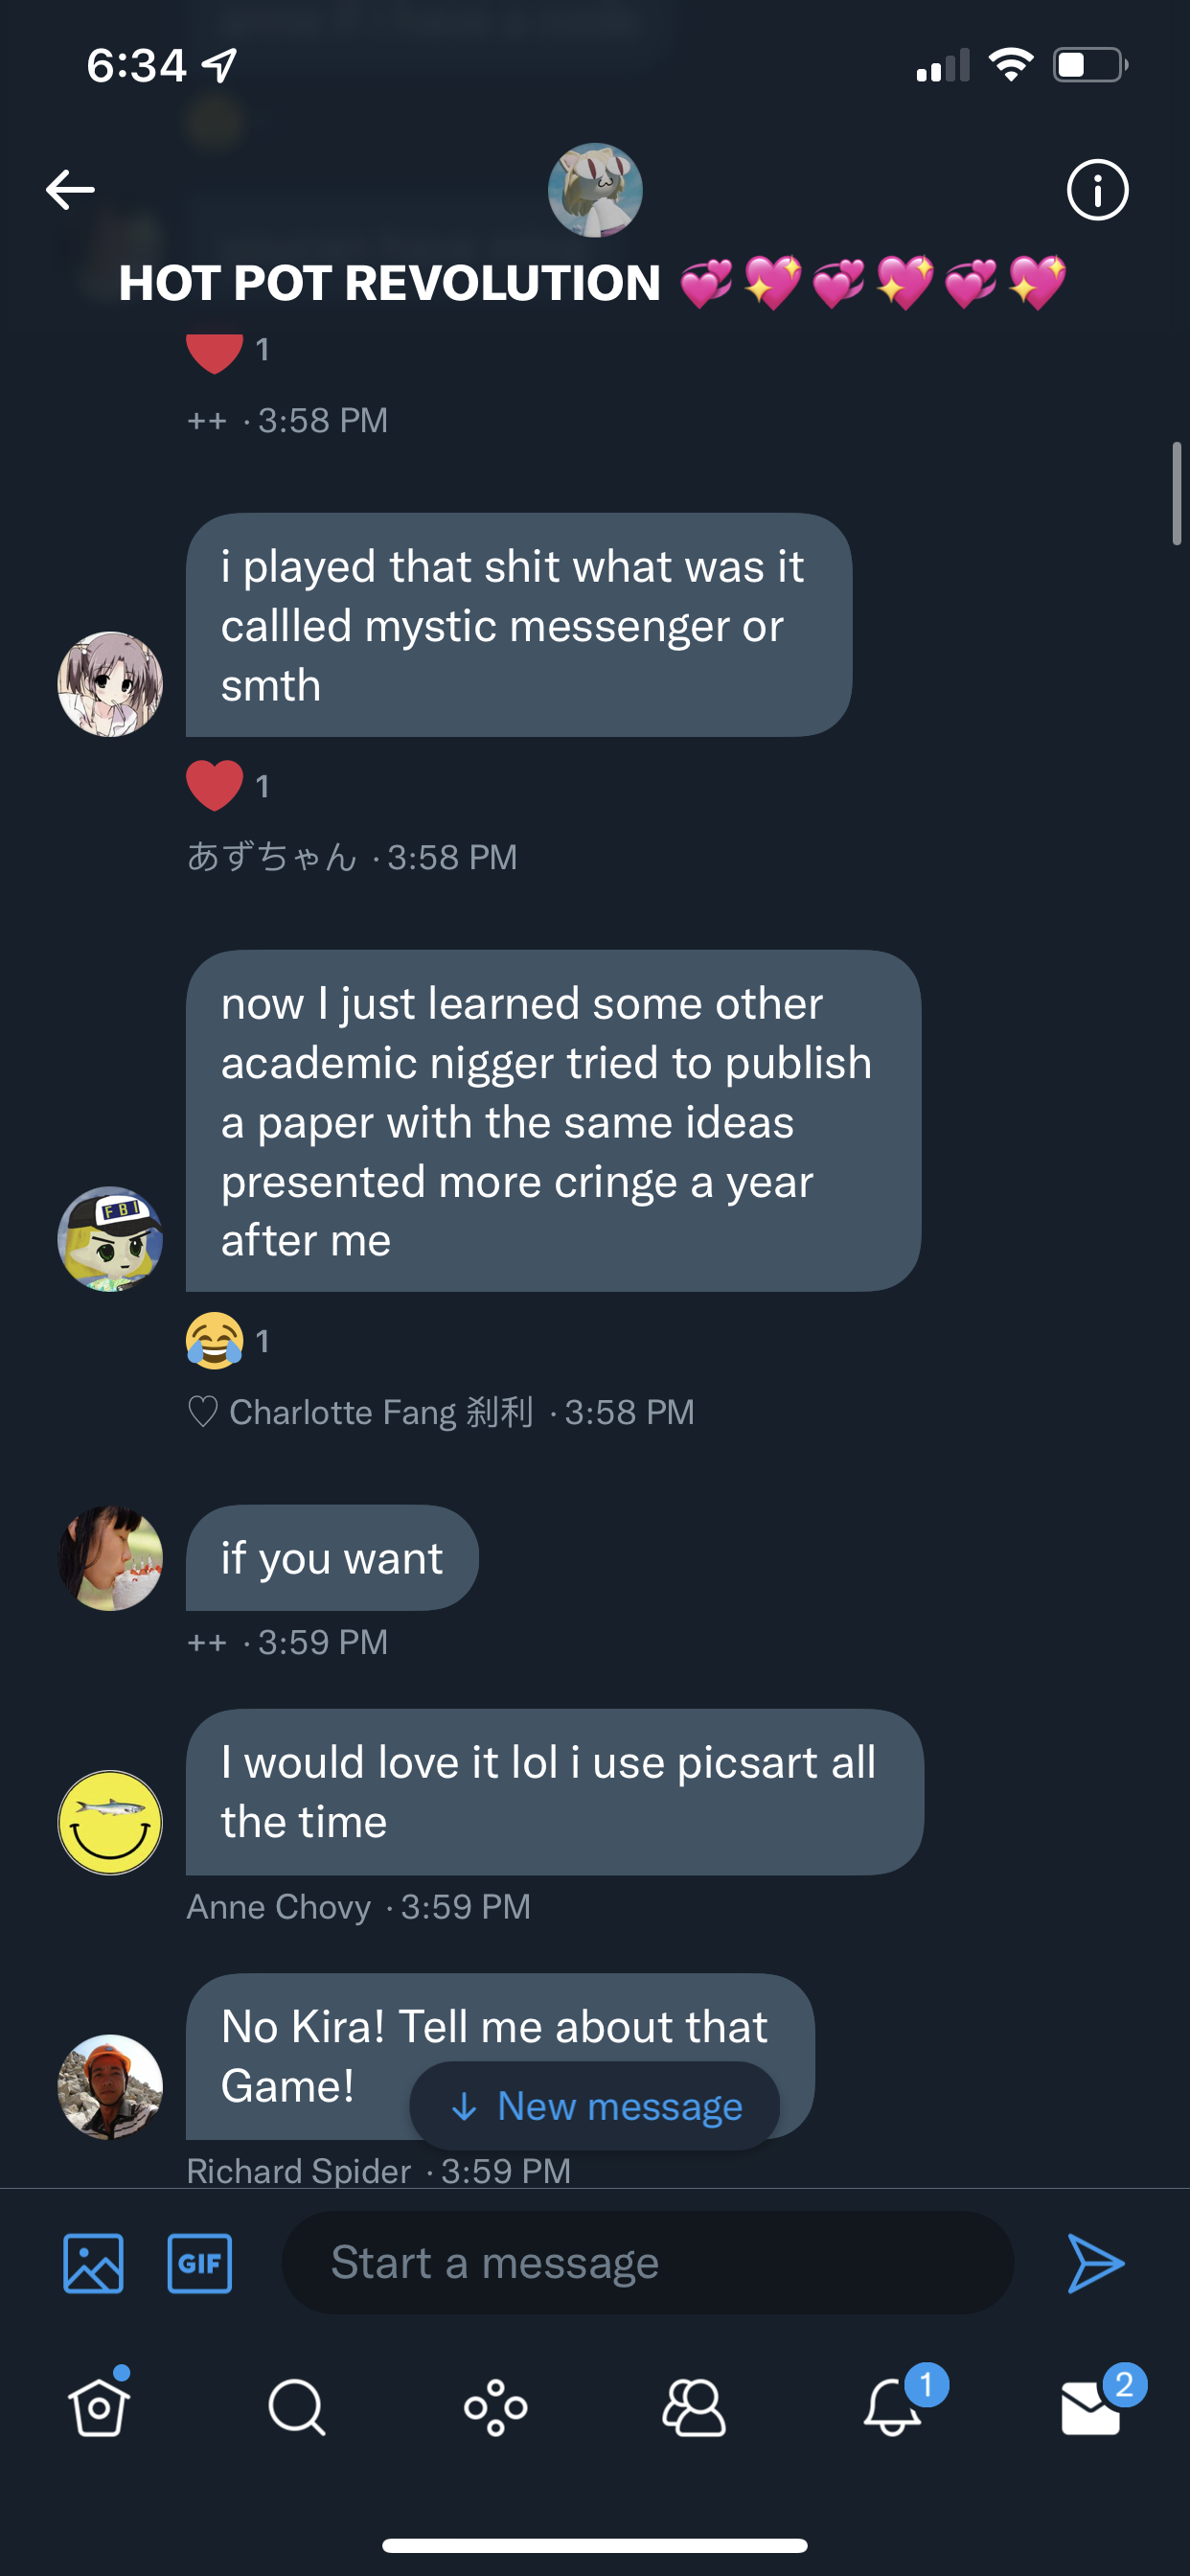 6:34
HOT POT REVOLUTION 💞💖💞💖💞💖
1
++ · 3:58 PM
i played that shit what was it
callled mystic messenger or
smth
1
あずちゃん · 3:58 PM
now I just learned some other
academic nigger tried to publish
a paper with the same ideas
presented more cringe a year
after me
FBI
1
♡ Charlotte Fang 刹利 · 3:58 PM
if you want
++ · 3:59 PM
I would love it lol i use picsart all
the time
Anne Chovy · 3:59 PM
No Kira! Tell me about that
Game!
↓ New message
Richard Spider · 3:59 PM
GIF
Start a message
1
2